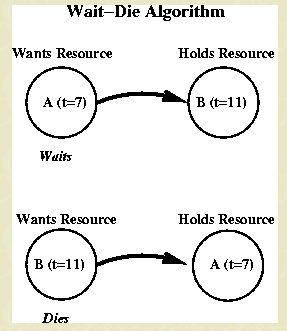 Wait-Die Algorithm
Wants Resource Holds Resource
A (t=7) B (t=11)
Waits
Wants Resource Holds Resource
B (t=11) A (t=7)
Dies